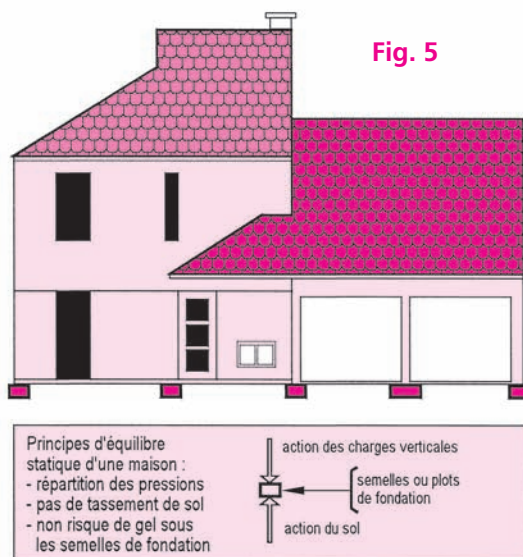 Fig. 5
Principes d'équilibre
statique d'une maison :
- répartition des pressions
- pas de tassement de sol
- non risque de gel sous
les semelles de fondation
action des charges verticales
semelles ou plots
de fondation
action du sol